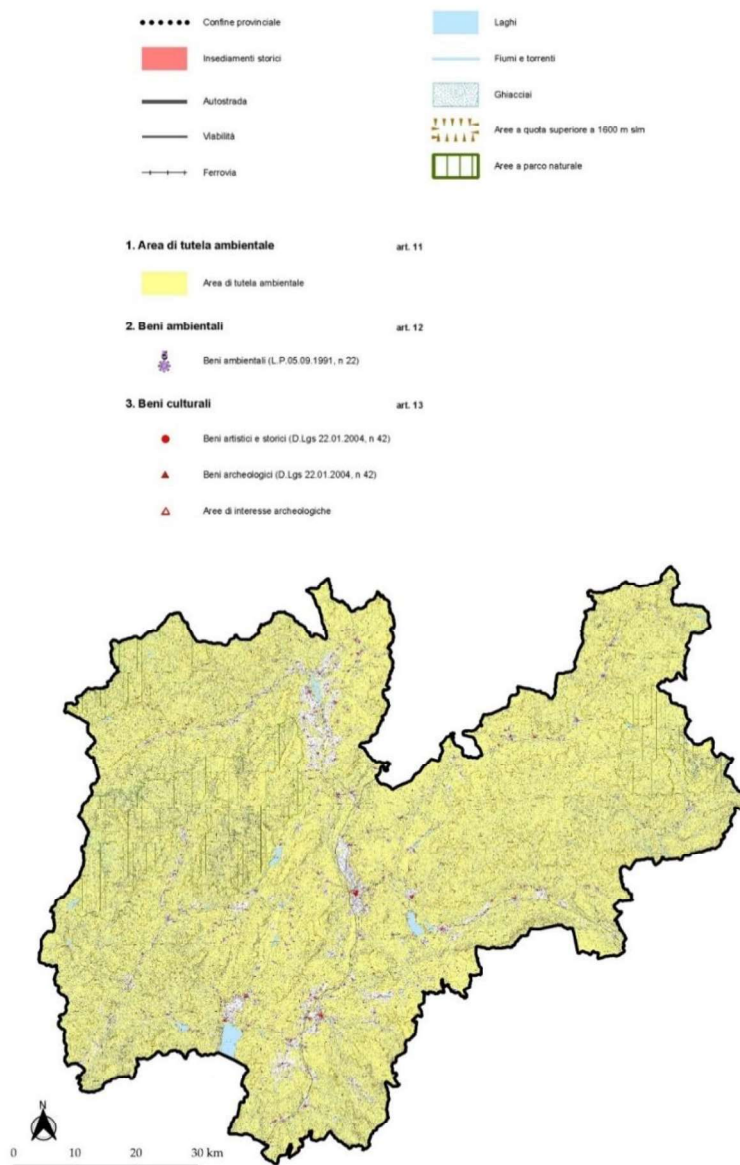 Confine provinciale
Insediamenti storici
Autostrada
Viabilità
Ferrovia
Laghi
Fiumi e torrenti
Ghiacciai
Aree a quota superiore a 1600 m slm
Aree a parco naturale
1. Area di tutela ambientale art. 11
Area di tutela ambientale
2. Beni ambientali art. 12
Beni ambientali (L.P.05.09.1991, n 22)
3. Beni culturali art. 13
Beni artistici e storici (D.Lgs 22.01.2004, n 42)
Beni archeologici (D.Lgs 22.01.2004, n 42)
Aree di interesse archeologiche
N
0 10 20 30 km